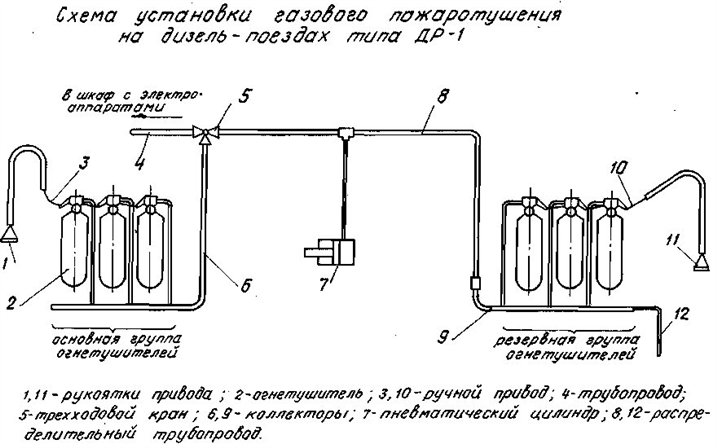 Схема установки газового пожаротушения
на дизель-поездах типа ДР-1
в шкаф с электро-
аппаратами
5
8
4
3
10
1
2
6
7
11
9
12
основная группа
огнетушителей
резервная группа
огнетушителей
1,11-рукоятки привода; 2-огнетушитель; 3,10-ручной привод; 4-трубопровод;
5-трехходовой кран; 6,9-коллекторы; 7-пневматический цилиндр; 8,12-распре-
делительный трубопровод.